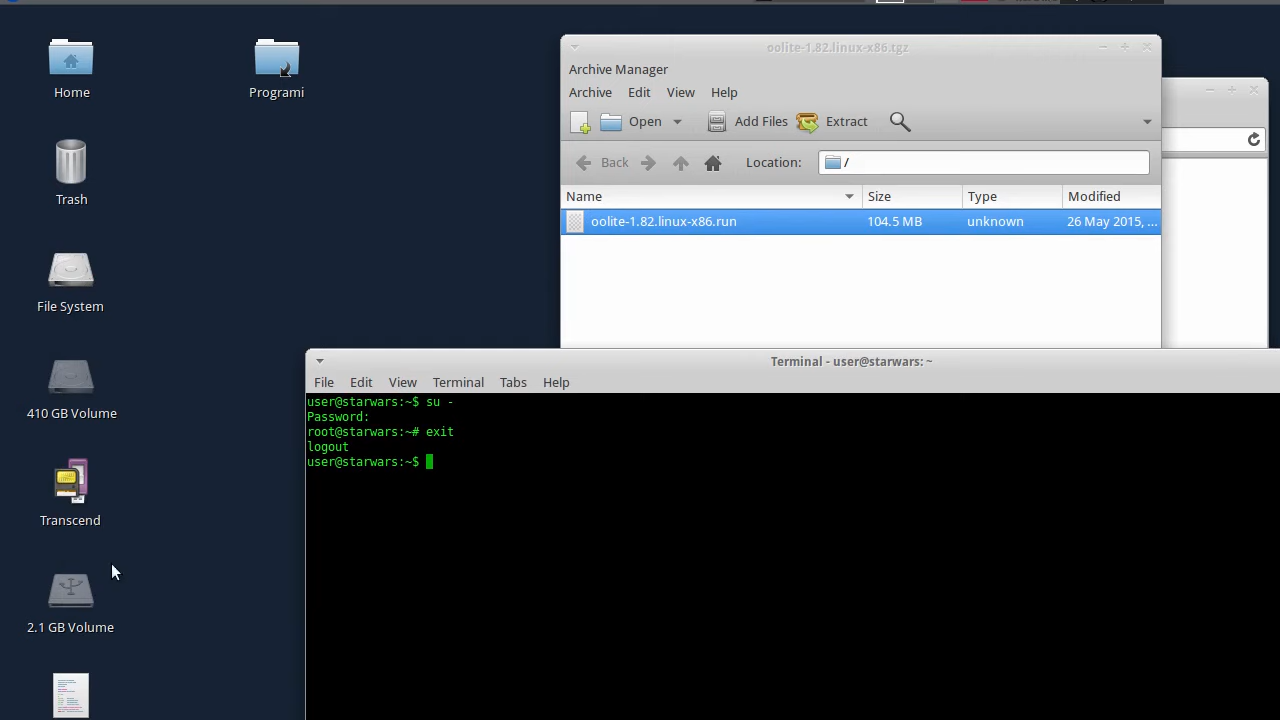 Home
Programi
Trash
File System
410 GB Volume
Transcend
2.1 GB Volume
oolite-1.82.linux-x86.tgz
Archive Manager
Archive Edit View Help
Open Add Files Extract
Back Location: /
Name Size Type Modified
oolite-1.82.linux-x86.run 104.5 MB unknown 26 May 2015, ...
Terminal - user@starwars: ~
File Edit View Terminal Tabs Help
user@starwars:~$ su -
Password:
root@starwars:~# exit
logout
user@starwars:~$